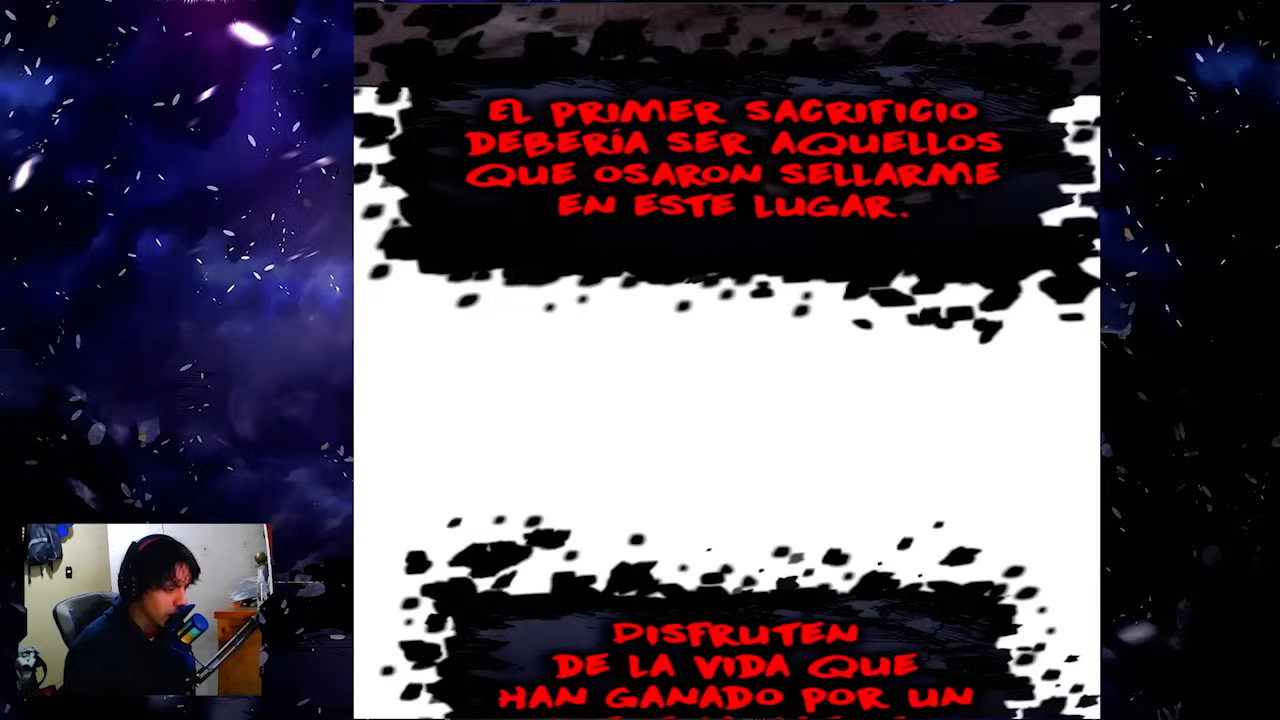 EL PRIMER SACRIFICIO
DEBERÍA SER AQUELLOS
QUE OSARON SELLARME
EN ESTE LUGAR.
DISFRUTEN
DE LA VIDA QUE
HAN GANADO POR UN